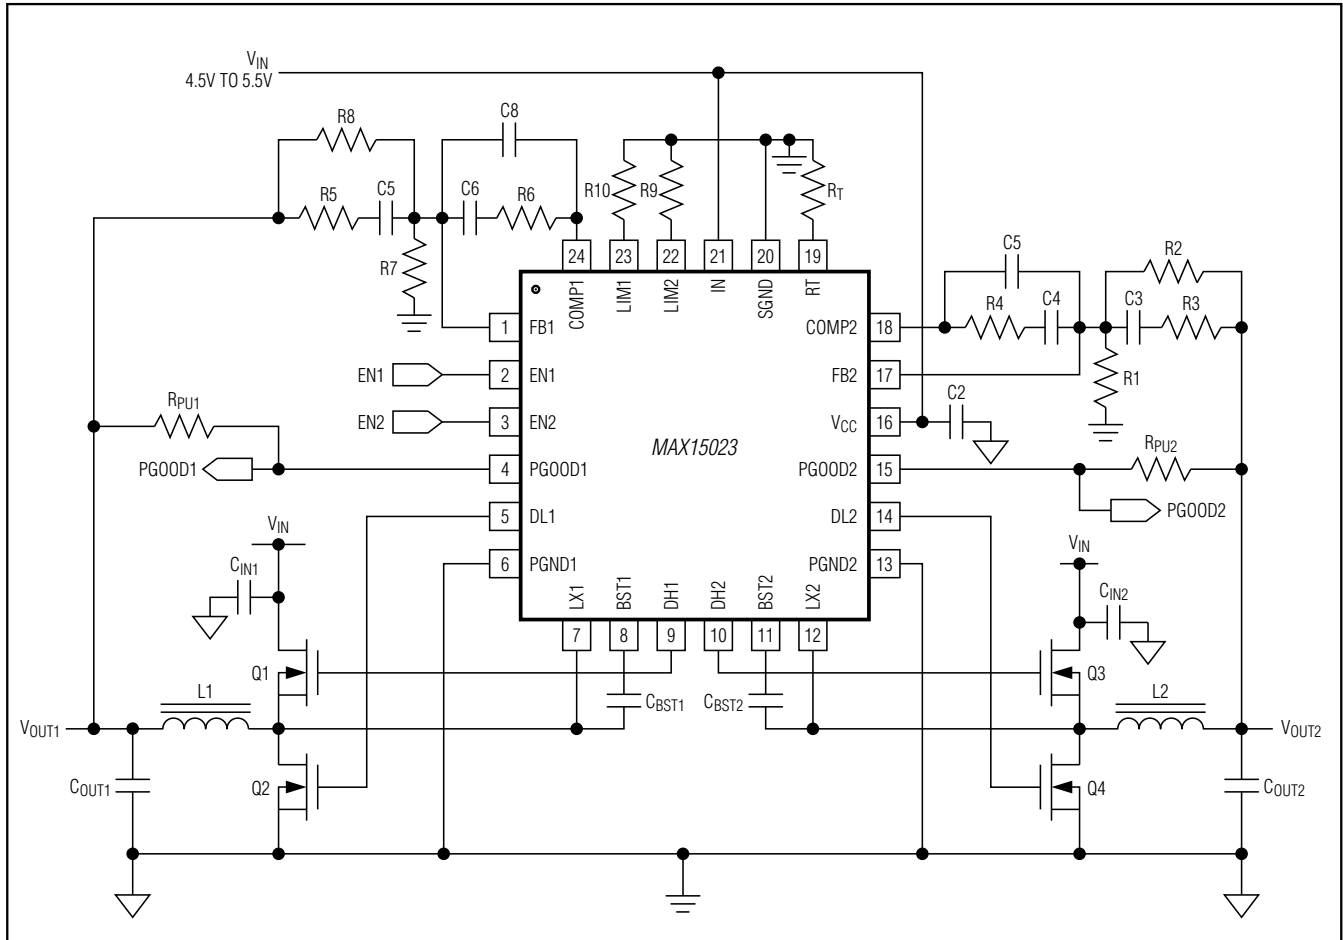 V_IN
4.5V TO 5.5V
R8
C8
R5
C5
C6
R6
R10
R9
R_T
R7
C5
R2
R4
C4
C3
R3
R1
24
23
22
21
20
19
COMP1
LIM1
LIM2
IN
SGND
RT
1
FB1
COMP2
18
EN1
2
EN1
FB2
17
EN2
3
EN2
V_CC
16
C2
R_PU1
MAX15023
PGOOD1
4
PGOOD1
PGOOD2
15
R_PU2
PGOOD2
5
DL1
DL2
14
V_IN
V_IN
6
PGND1
PGND2
13
C_IN1
C_IN2
LX1
BST1
DH1
DH2
BST2
LX2
7
8
9
10
11
12
Q1
Q3
L1
C_BST1
C_BST2
L2
V_OUT1
V_OUT2
C_OUT1
Q2
Q4
C_OUT2